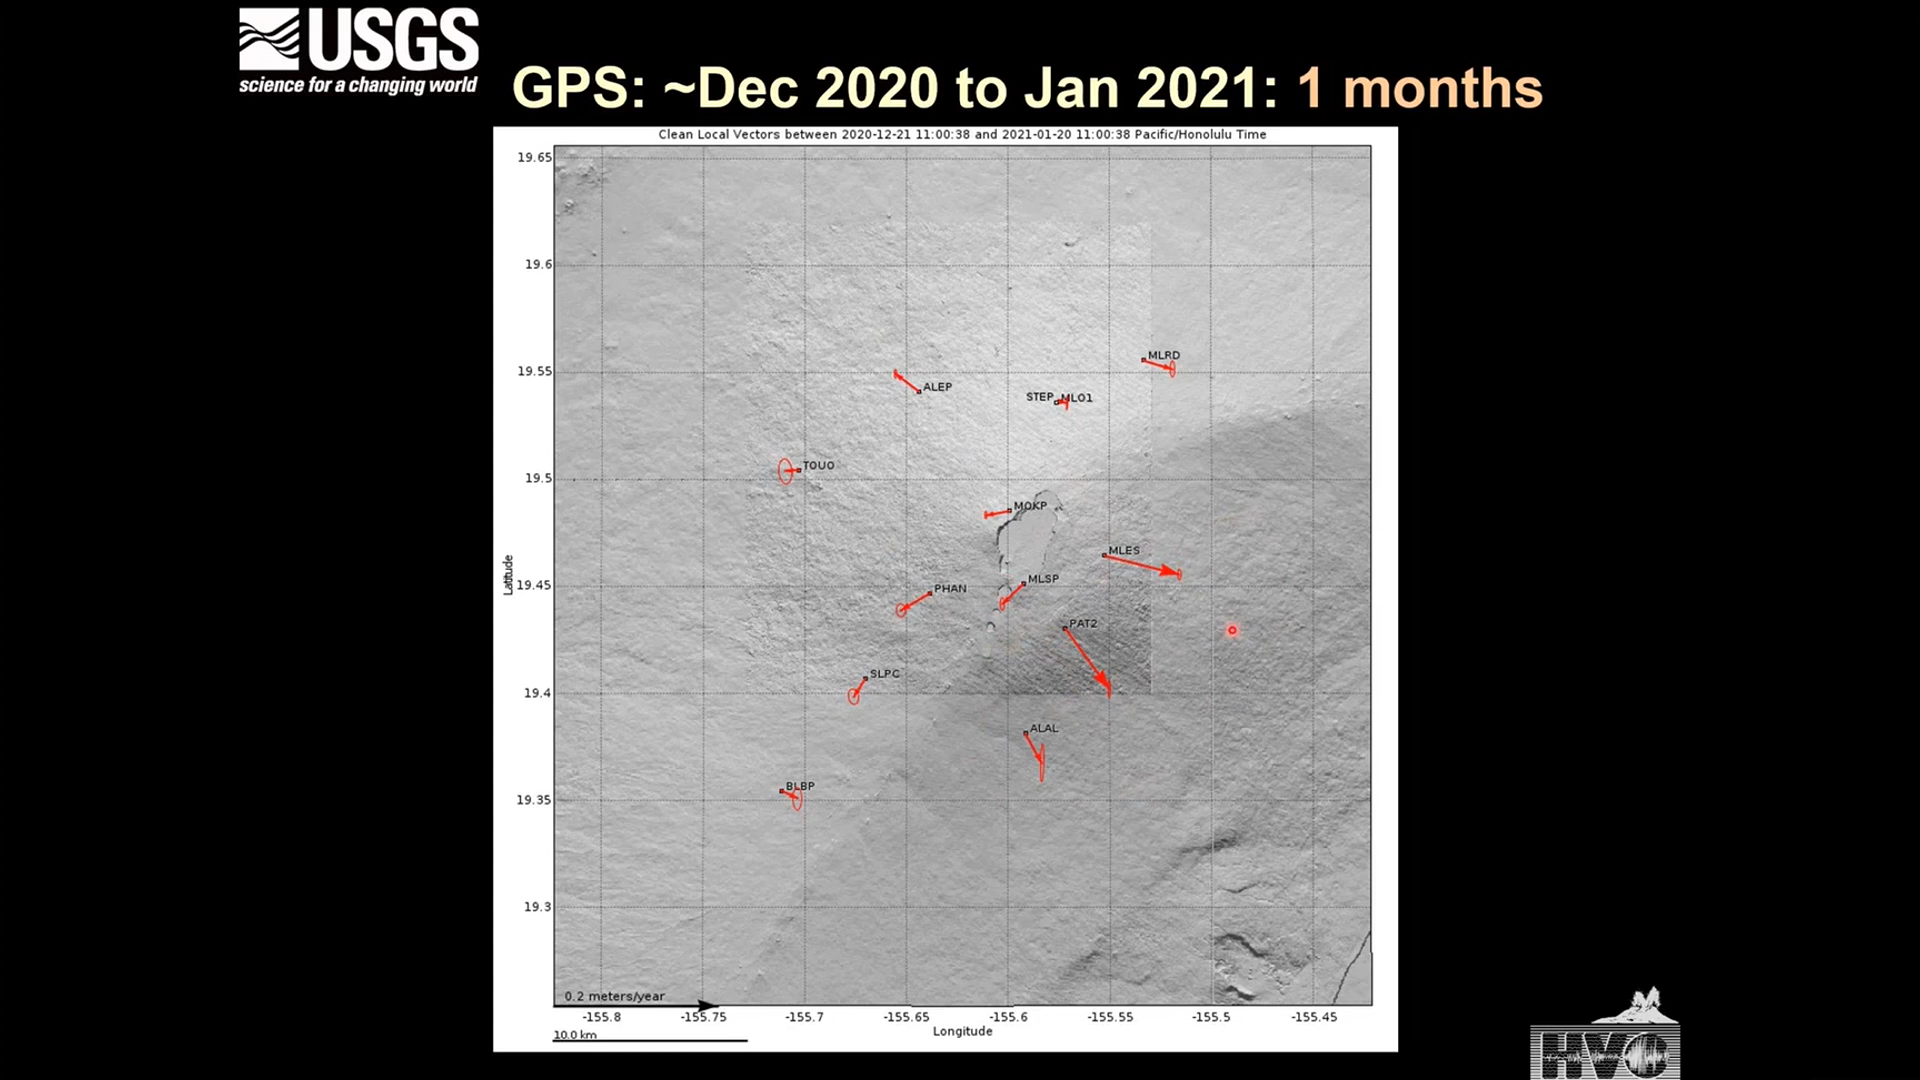 USGS
science for a changing world
GPS: ~Dec 2020 to Jan 2021: 1 months
Clean Local Vectors between 2020-12-21 11:00:38 and 2021-01-20 11:00:38 Pacific/Honolulu Time
19.65
19.6
MLRD
19.55
ALEP
STEP MLO1
TOUO
19.5
MOKP
MLES
Latitude
19.45
MLSP
PHAN
PAT2
SLPC
19.4
ALAL
BLBP
19.35
19.3
0.2 meters/year
-155.8 -155.75 -155.7 -155.65 -155.6 -155.55 -155.5 -155.45
Longitude
10.0 km
HVO